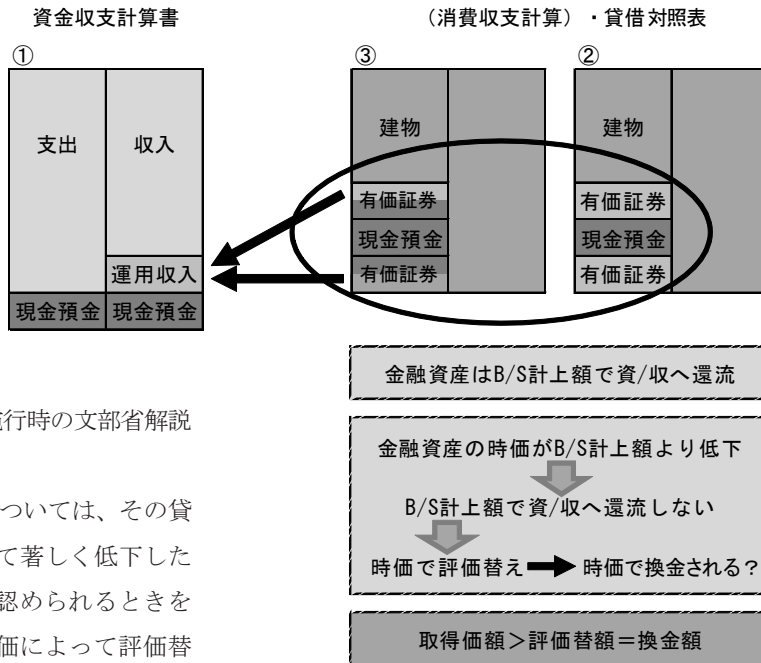 資金収支計算書
（消費収支計算）・貸借対照表
①
支出
収入
運用収入
現金預金
現金預金
③
建物
有価証券
現金預金
有価証券
②
建物
有価証券
現金預金
有価証券
金融資産はB/S計上額で資/収へ還流
金融資産の時価がB/S計上額より低下
B/S計上額で資/収へ還流しない
時価で評価替え
時価で換金される？
取得価額＞評価替額＝換金額
行時の文部省解説
ついては、その貸
て著しく低下した
認められるときを
価によって評価替